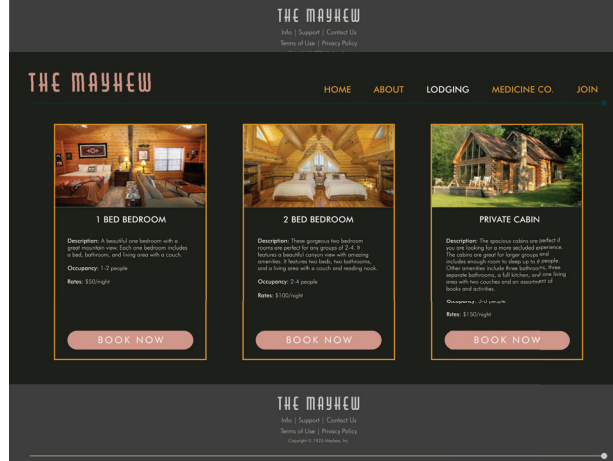 THE MAYHEW
Info | Support | Contact Us
Terms of Use | Privacy Policy
THE MAYHEW
HOME ABOUT LODGING MEDICINE CO. JOIN
1 BED BEDROOM
Description: A beautiful one bedroom with a
great mountain view. Each one bedroom includes
a bed, bathroom, and living area with a couch.
Occupancy: 1-2 people
Rates: $50/night
BOOK NOW
2 BED BEDROOM
Description: These gorgeous two bedroom
rooms are perfect for any groups of 2-4. It
features a beautiful canyon view with amazing
amenities. It features two beds, two bathrooms,
and a living area with a couch and reading nook.
Occupancy: 2-4 people
Rates: $100/night
BOOK NOW
PRIVATE CABIN
Description: The spacious cabins are perfect if
you are looking for a more secluded experience.
The cabins are great for larger groups and
includes enough room to sleep up to people.
Other amenities include three bathrooms, three
separate bathrooms, a full kitchen, and one living
area with two couches and an assortment of
books and activities.
Occupancy: people
Rates: $150/night
BOOK NOW
THE MAYHEW
Info | Support | Contact Us
Terms of Use | Privacy Policy
Copyright © 1925 Mayhew, Inc.